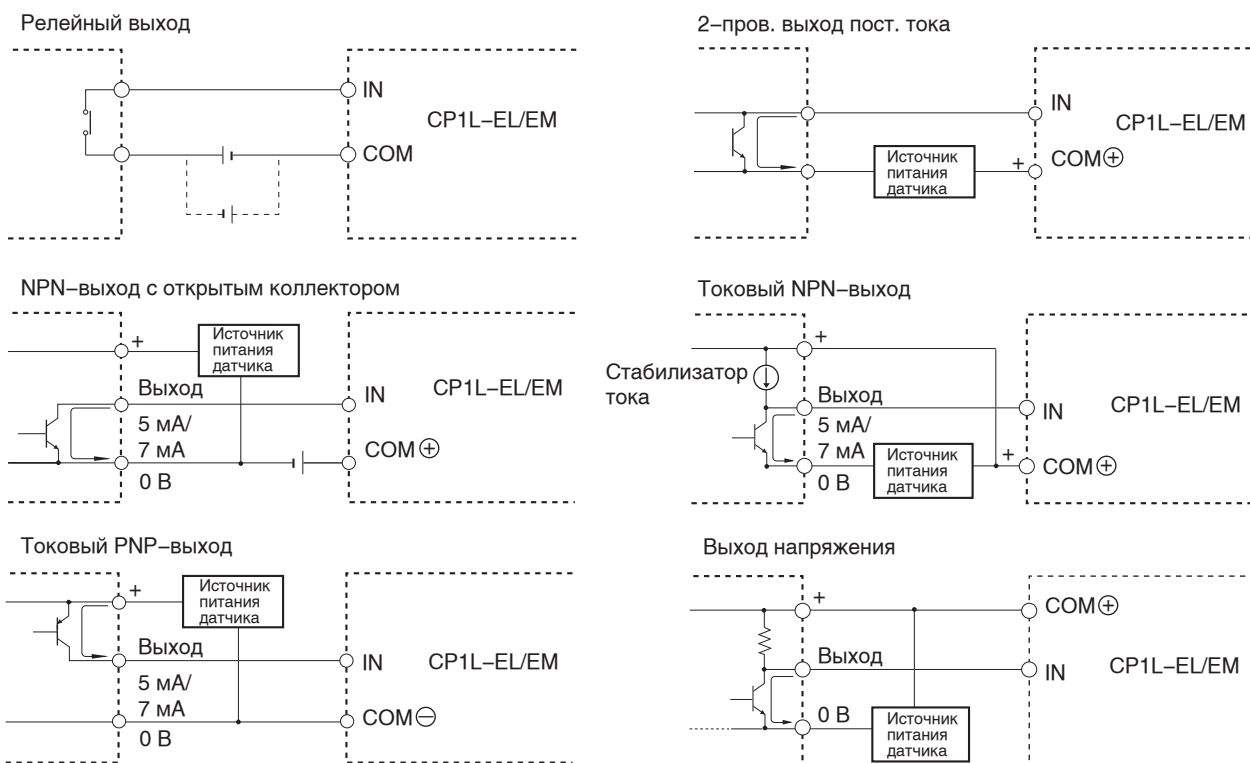 Релейный выход
IN
CP1L–EL/EM
COM
2–пров. выход пост. тока
IN
CP1L–EL/EM
Источник
питания
датчика
+
COM⊕
NPN–выход с открытым коллектором
+
Источник
питания
датчика
Выход
IN
CP1L–EL/EM
5 мА/
7 мА
COM⊕
0 В
Токовый NPN–выход
+
Стабилизатор
тока
Выход
IN
CP1L–EL/EM
5 мА/
7 мА
Источник
питания
датчика
+
COM⊕
0 В
Токовый PNP–выход
+
Источник
питания
датчика
Выход
IN
CP1L–EL/EM
5 мА/
7 мА
COM⊖
0 В
Выход напряжения
+
COM⊕
Выход
IN
CP1L–EL/EM
0 В
Источник
питания
датчика